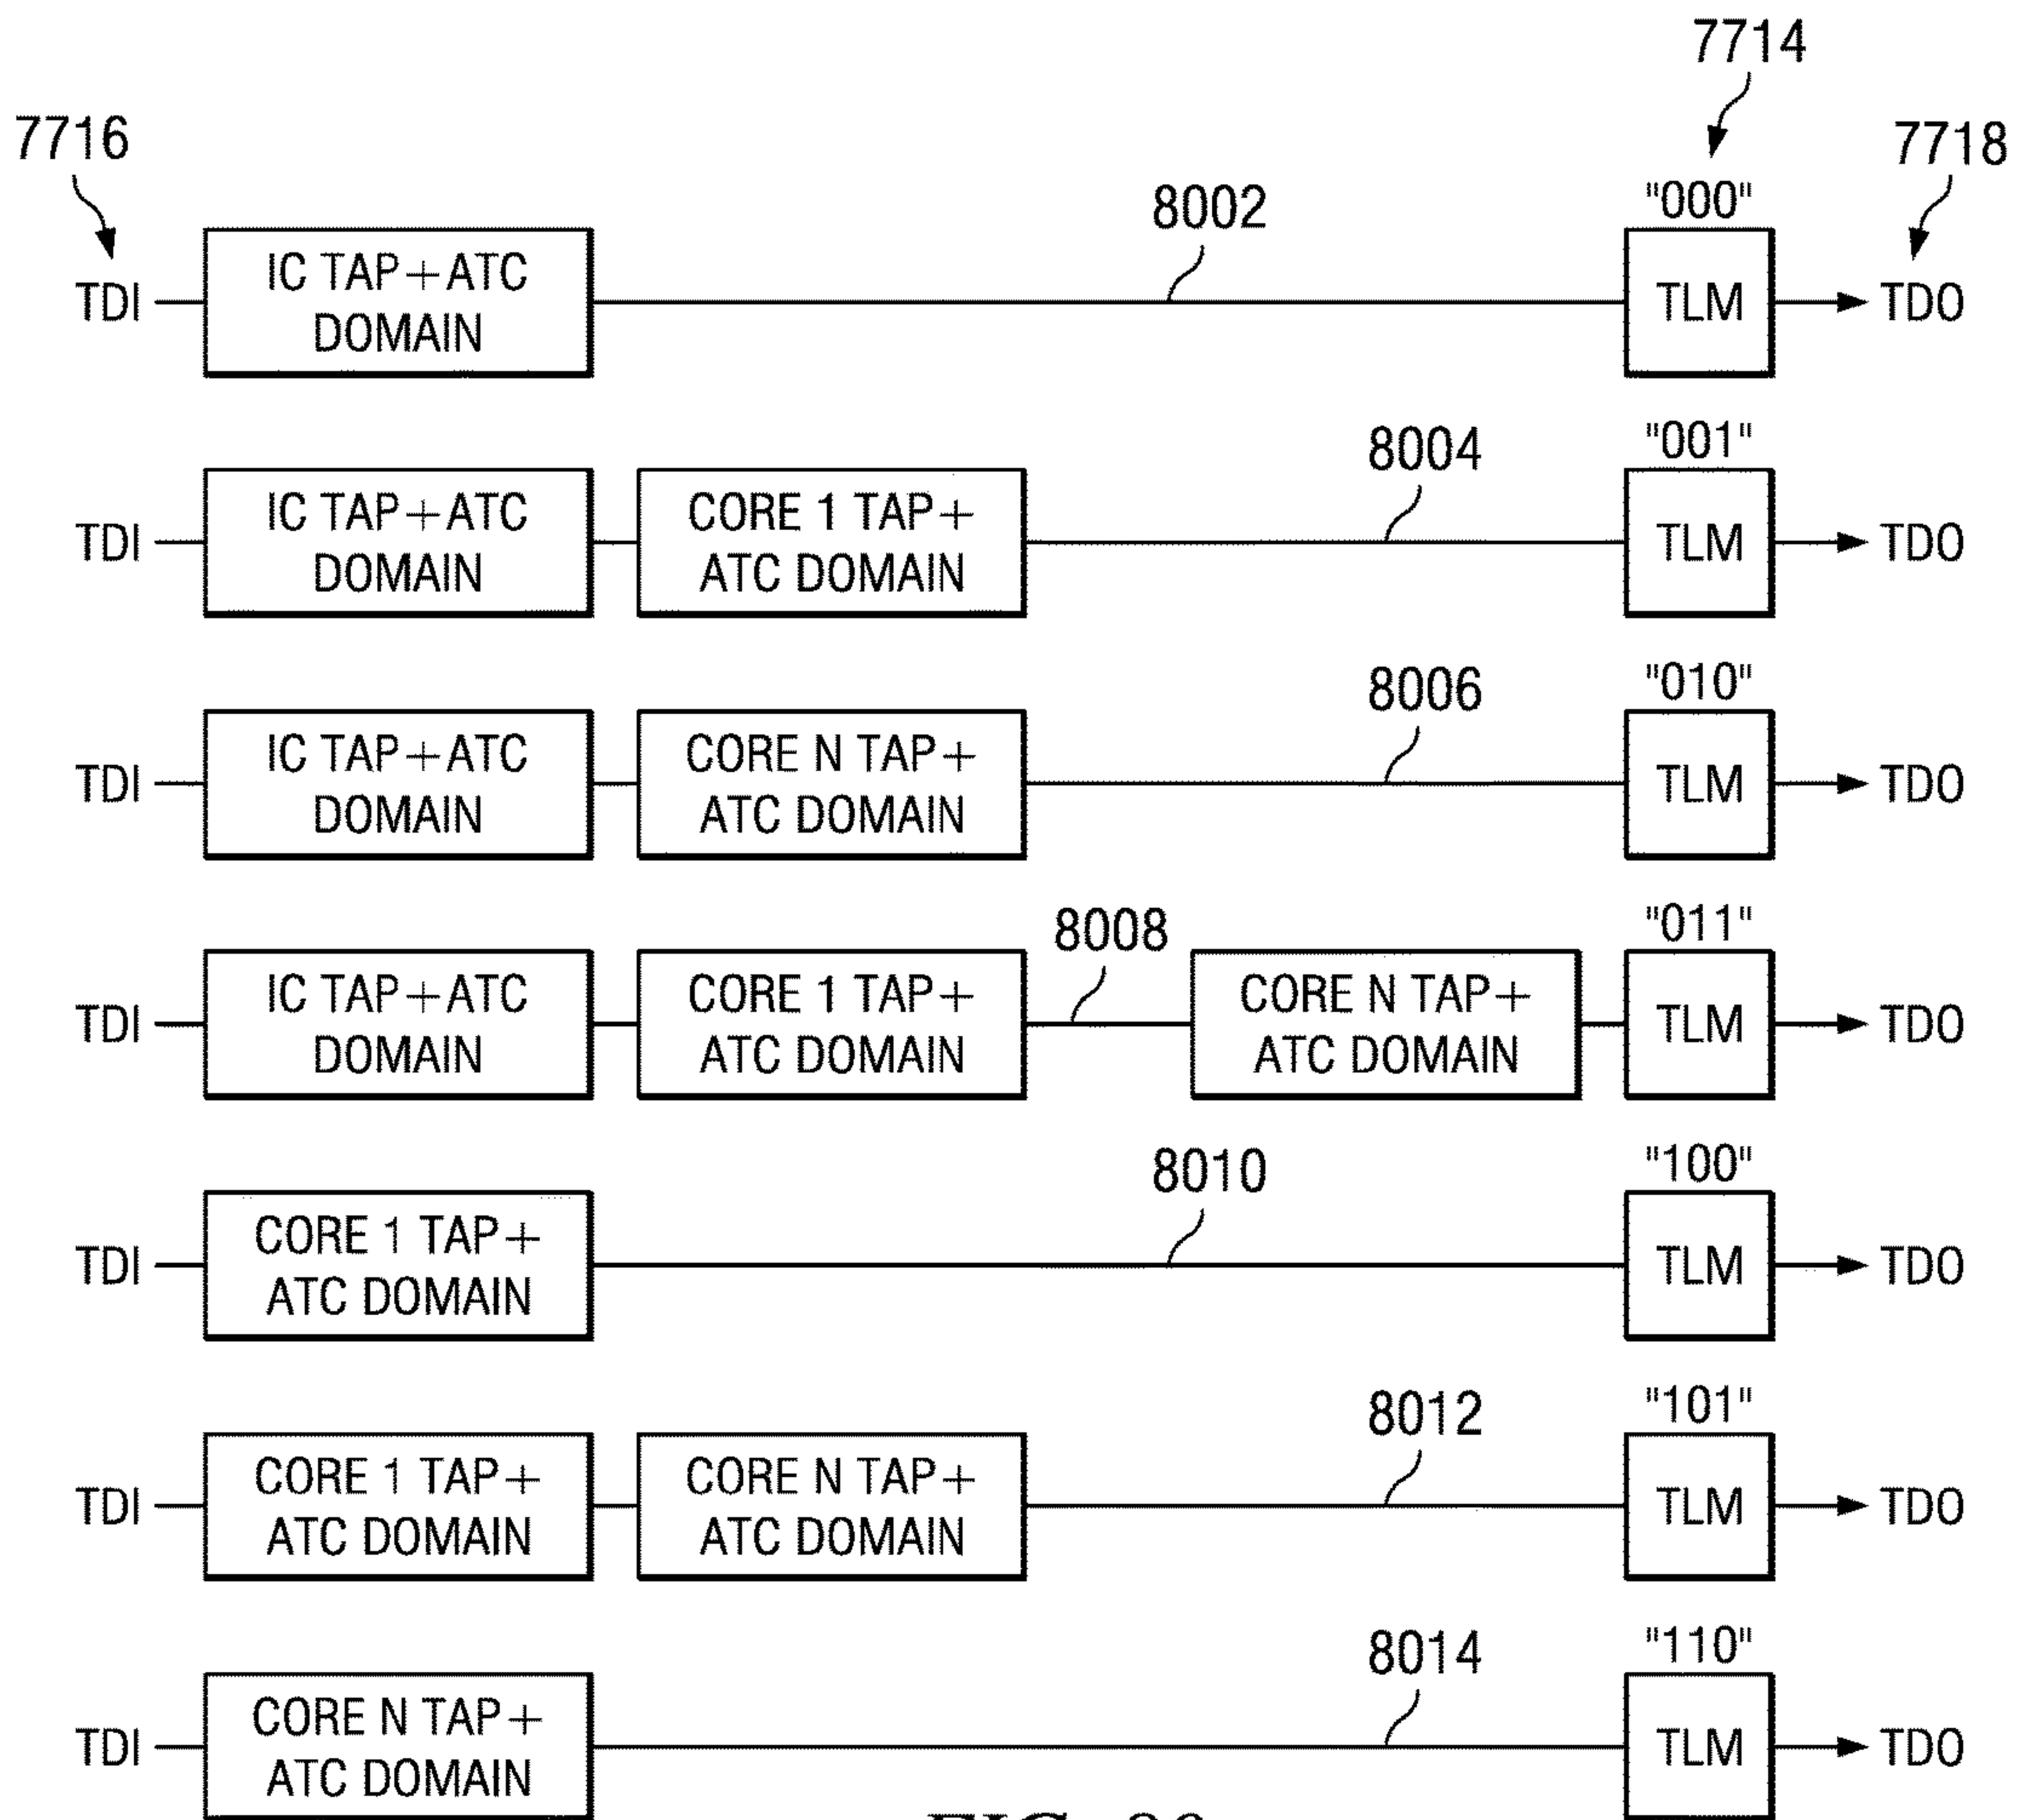 7714
7716
7718
8002
"000"
TDI
IC TAP+ATC
DOMAIN
TLM
TDO
8004
"001"
TDI
IC TAP+ATC
DOMAIN
CORE 1 TAP+
ATC DOMAIN
TLM
TDO
8006
"010"
TDI
IC TAP+ATC
DOMAIN
CORE N TAP+
ATC DOMAIN
TLM
TDO
8008
"011"
TDI
IC TAP+ATC
DOMAIN
CORE 1 TAP+
ATC DOMAIN
CORE N TAP+
ATC DOMAIN
TLM
TDO
8010
"100"
TDI
CORE 1 TAP+
ATC DOMAIN
TLM
TDO
8012
"101"
TDI
CORE 1 TAP+
ATC DOMAIN
CORE N TAP+
ATC DOMAIN
TLM
TDO
8014
"110"
TDI
CORE N TAP+
ATC DOMAIN
TLM
TDO